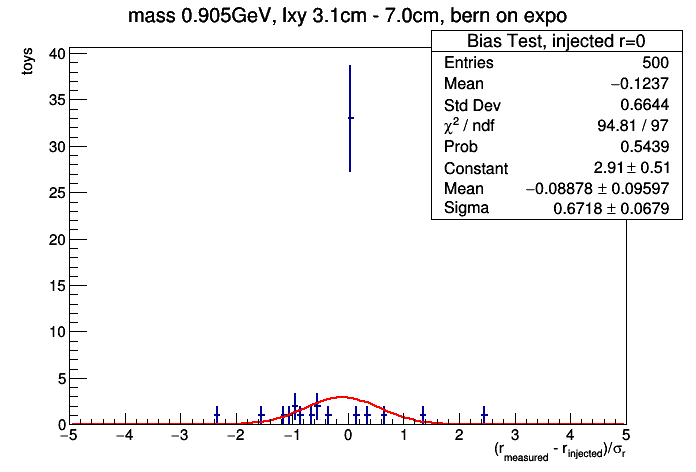 mass 0.905GeV, lxy 3.1cm - 7.0cm, bern on expo
toys
40
35
30
25
20
15
10
5
0
−5 −4 −3 −2 −1 0 1 2 3 4 5
(r_measured - r_injected)/σ_r
Bias Test, injected r=0
Entries 500
Mean −0.1237
Std Dev 0.6644
χ² / ndf 94.81 / 97
Prob 0.5439
Constant 2.91 ± 0.51
Mean −0.08878 ± 0.09597
Sigma 0.6718 ± 0.0679